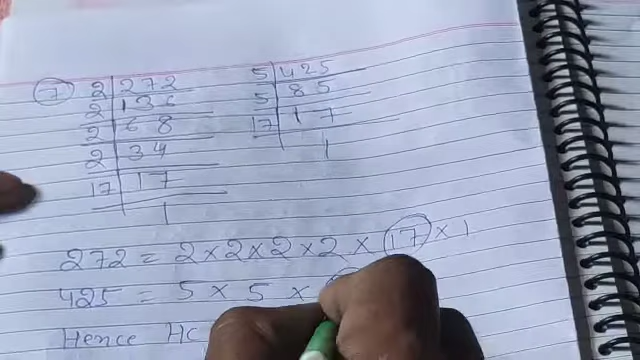 7 2 | 272 5 | 425
2 | 136 5 | 85
2 | 68 17 | 17
2 | 34 1
17 | 17
1
272 = 2 × 2 × 2 × 2 × 17 × 1
425 = 5 × 5 ×
Hence HC